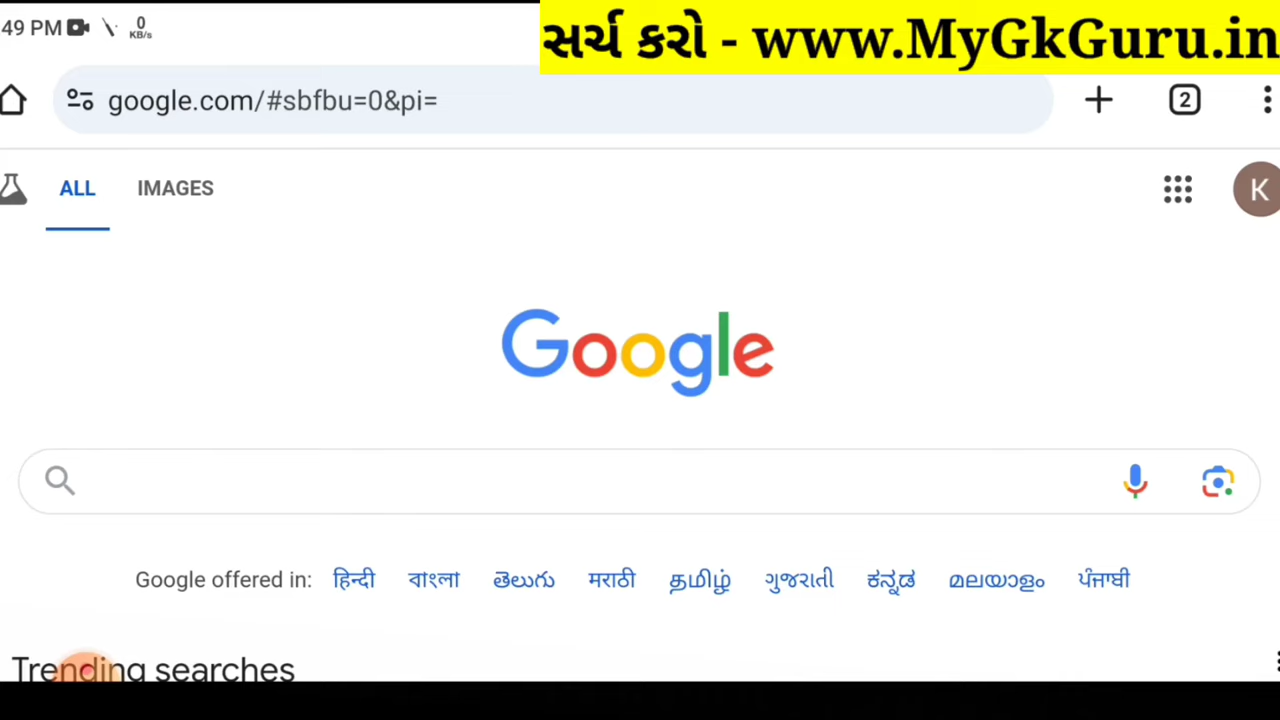 49 PM 0 KB/s
સર્ચ કરો - www.MyGkGuru.in
google.com/#sbfbu=0&pi=
2
ALL IMAGES
K
Google
Google offered in: हिन्दी বাংলা తెలుగు मराठी தமிழ் ગુજરાતી ಕನ್ನಡ മലയാളം ਪੰਜਾਬੀ
Trending searches